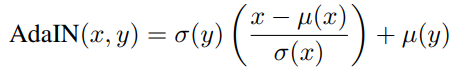 AdaIN(x, y) = σ(y) ( (x − μ(x)) / σ(x) ) + μ(y)